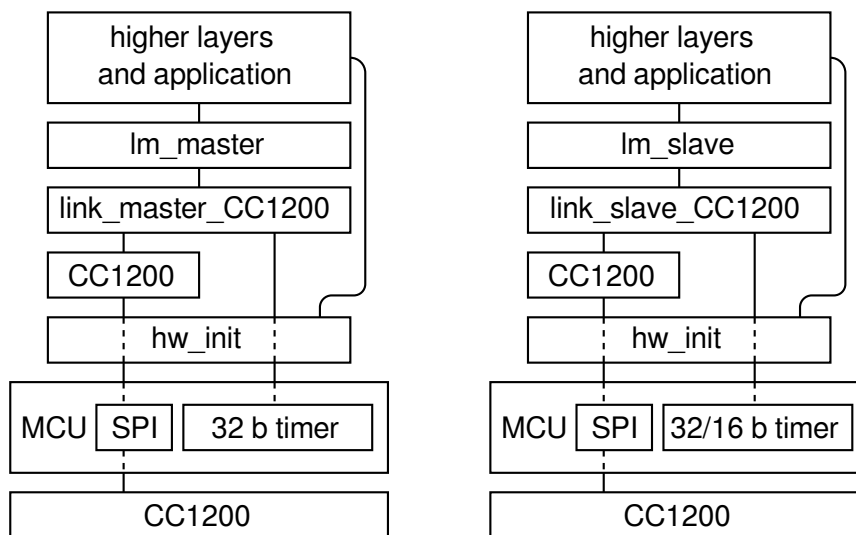 higher layers
and application
lm_master
link_master_CC1200
CC1200
hw_init
MCU SPI 32 b timer
CC1200
higher layers
and application
lm_slave
link_slave_CC1200
CC1200
hw_init
MCU SPI 32/16 b timer
CC1200